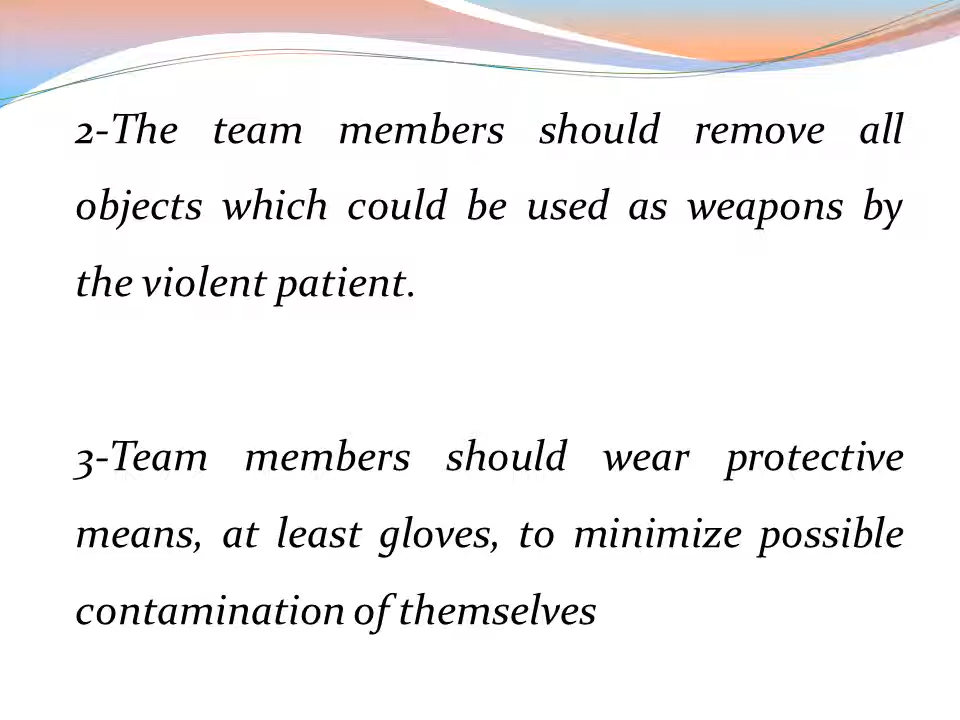 2-The team members should remove all
objects which could be used as weapons by
the violent patient.
3-Team members should wear protective
means, at least gloves, to minimize possible
contamination of themselves